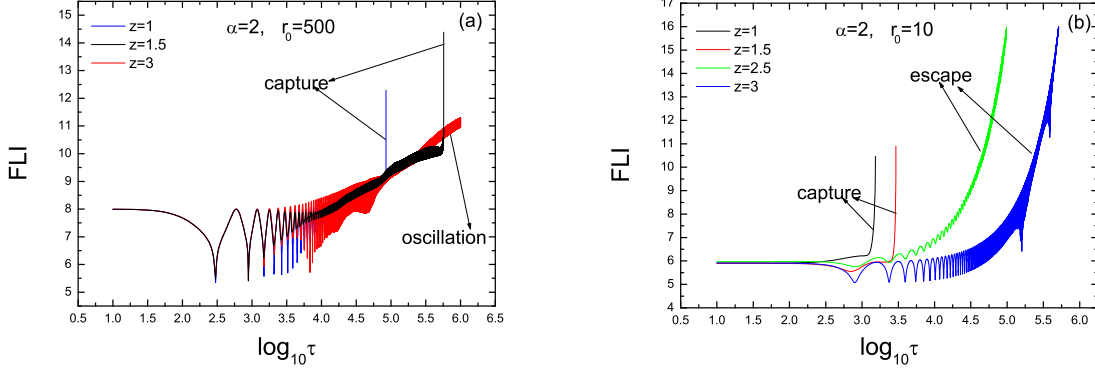 (a)
α=2, r₀=500
z=1
z=1.5
z=3
capture
oscillation
FLI
15
14
13
12
11
10
9
8
7
6
5
0.5 1.0 1.5 2.0 2.5 3.0 3.5 4.0 4.5 5.0 5.5 6.0 6.5
log₁₀τ
(b)
α=2, r₀=10
z=1
z=1.5
z=2.5
z=3
escape
capture
FLI
17
16
15
14
13
12
11
10
9
8
7
6
5
4
0.5 1.0 1.5 2.0 2.5 3.0 3.5 4.0 4.5 5.0 5.5 6.0
log₁₀τ